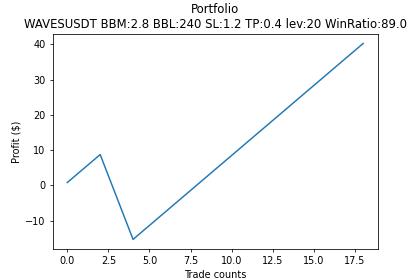 Portfolio
WAVESUSDT BBM:2.8 BBL:240 SL:1.2 TP:0.4 lev:20 WinRatio:89.0
40
30
20
10
0
−10
Profit ($)
0.0 2.5 5.0 7.5 10.0 12.5 15.0 17.5
Trade counts